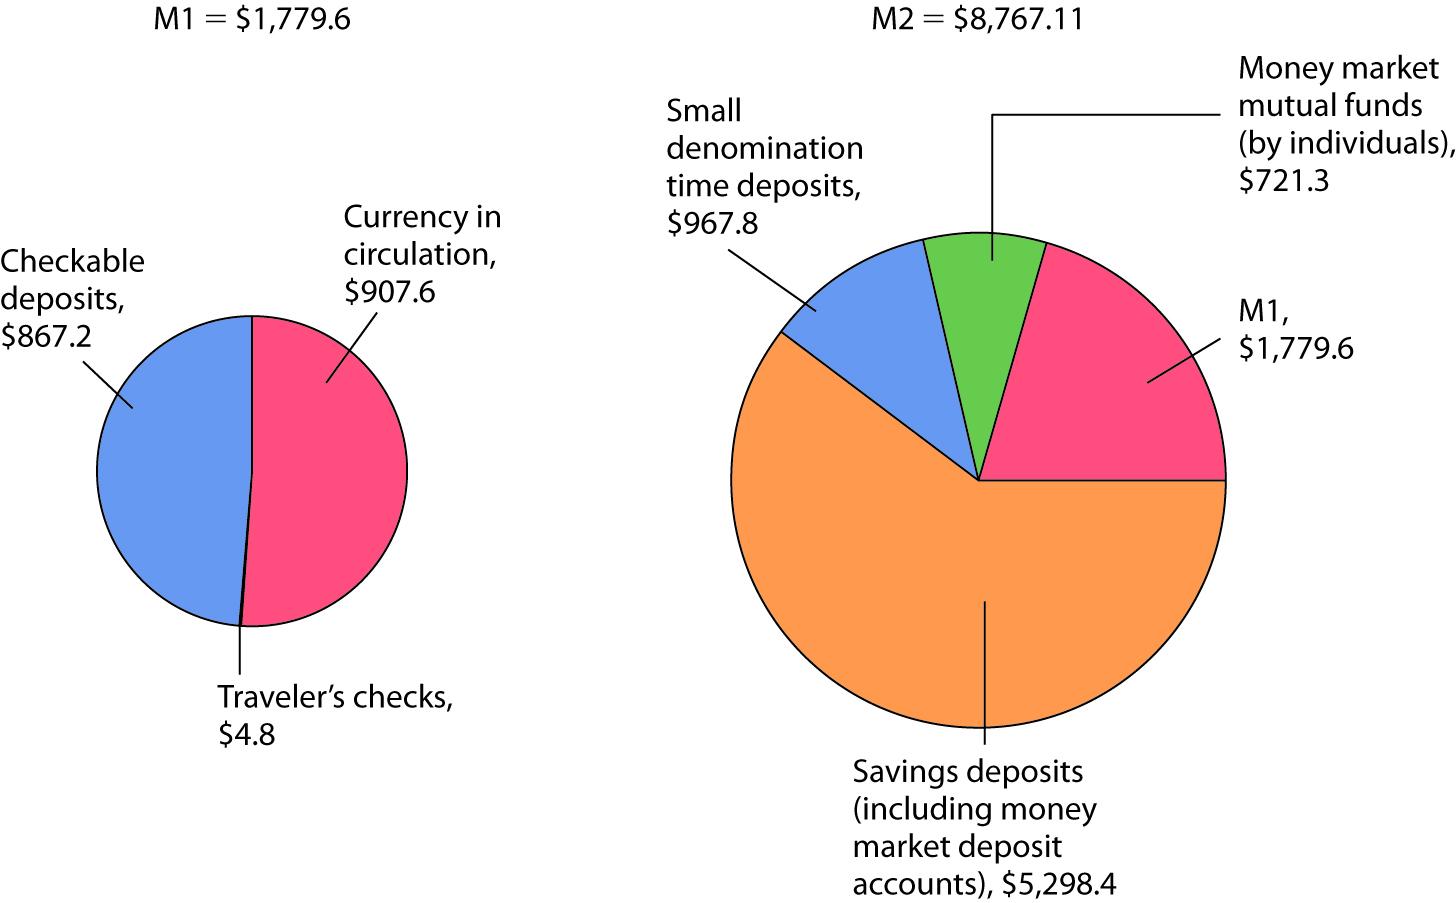 M1 = $1,779.6
Checkable
deposits,
$867.2
Currency in
circulation,
$907.6
Traveler’s checks,
$4.8
M2 = $8,767.11
Small
denomination
time deposits,
$967.8
Money market
mutual funds
(by individuals),
$721.3
M1,
$1,779.6
Savings deposits
(including money
market deposit
accounts), $5,298.4